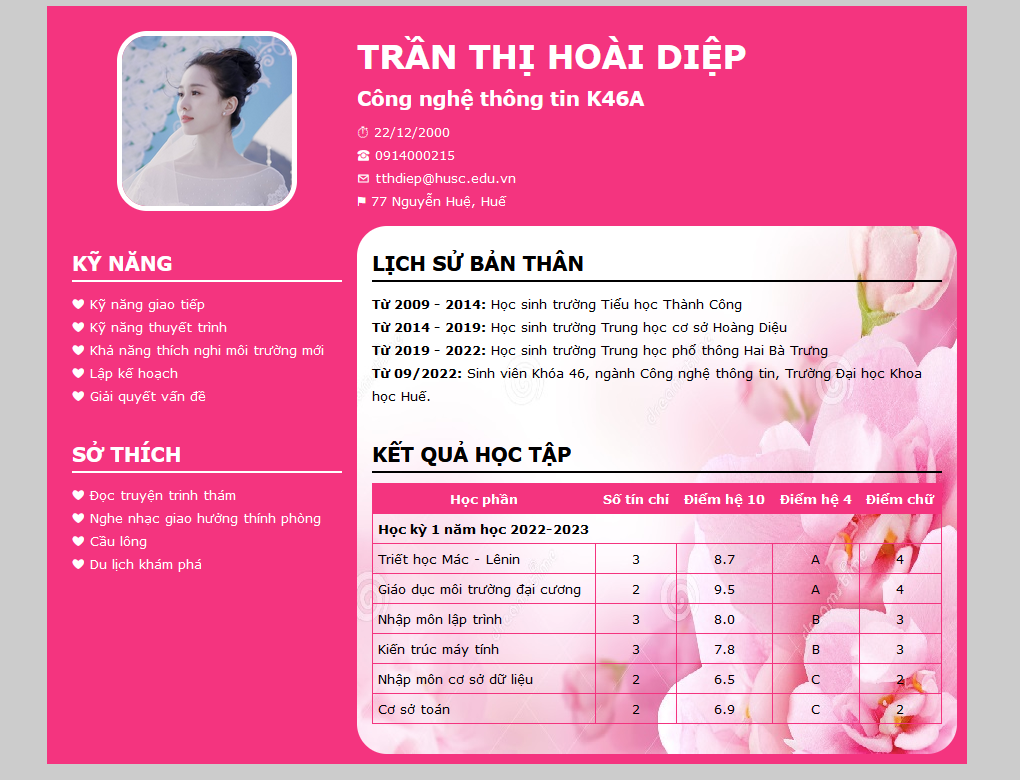 TRẦN THỊ HOÀI DIỆP
Công nghệ thông tin K46A
⏱ 22/12/2000
☎ 0914000215
✉ tthdiep@husc.edu.vn
⚑ 77 Nguyễn Huệ, Huế
KỸ NĂNG
♥ Kỹ năng giao tiếp
♥ Kỹ năng thuyết trình
♥ Khả năng thích nghi môi trường mới
♥ Lập kế hoạch
♥ Giải quyết vấn đề
SỞ THÍCH
♥ Đọc truyện trinh thám
♥ Nghe nhạc giao hưởng thính phòng
♥ Cầu lông
♥ Du lịch khám phá
LỊCH SỬ BẢN THÂN
Từ 2009 - 2014: Học sinh trường Tiểu học Thành Công
Từ 2014 - 2019: Học sinh trường Trung học cơ sở Hoàng Diệu
Từ 2019 - 2022: Học sinh trường Trung học phổ thông Hai Bà Trưng
Từ 09/2022: Sinh viên Khóa 46, ngành Công nghệ thông tin, Trường Đại học Khoa
học Huế.
KẾT QUẢ HỌC TẬP
Học phần Số tín chỉ Điểm hệ 10 Điểm hệ 4 Điểm chữ
Học kỳ 1 năm học 2022-2023
Triết học Mác - Lênin 3 8.7 A 4
Giáo dục môi trường đại cương 2 9.5 A 4
Nhập môn lập trình 3 8.0 B 3
Kiến trúc máy tính 3 7.8 B 3
Nhập môn cơ sở dữ liệu 2 6.5 C 2
Cơ sở toán 2 6.9 C 2